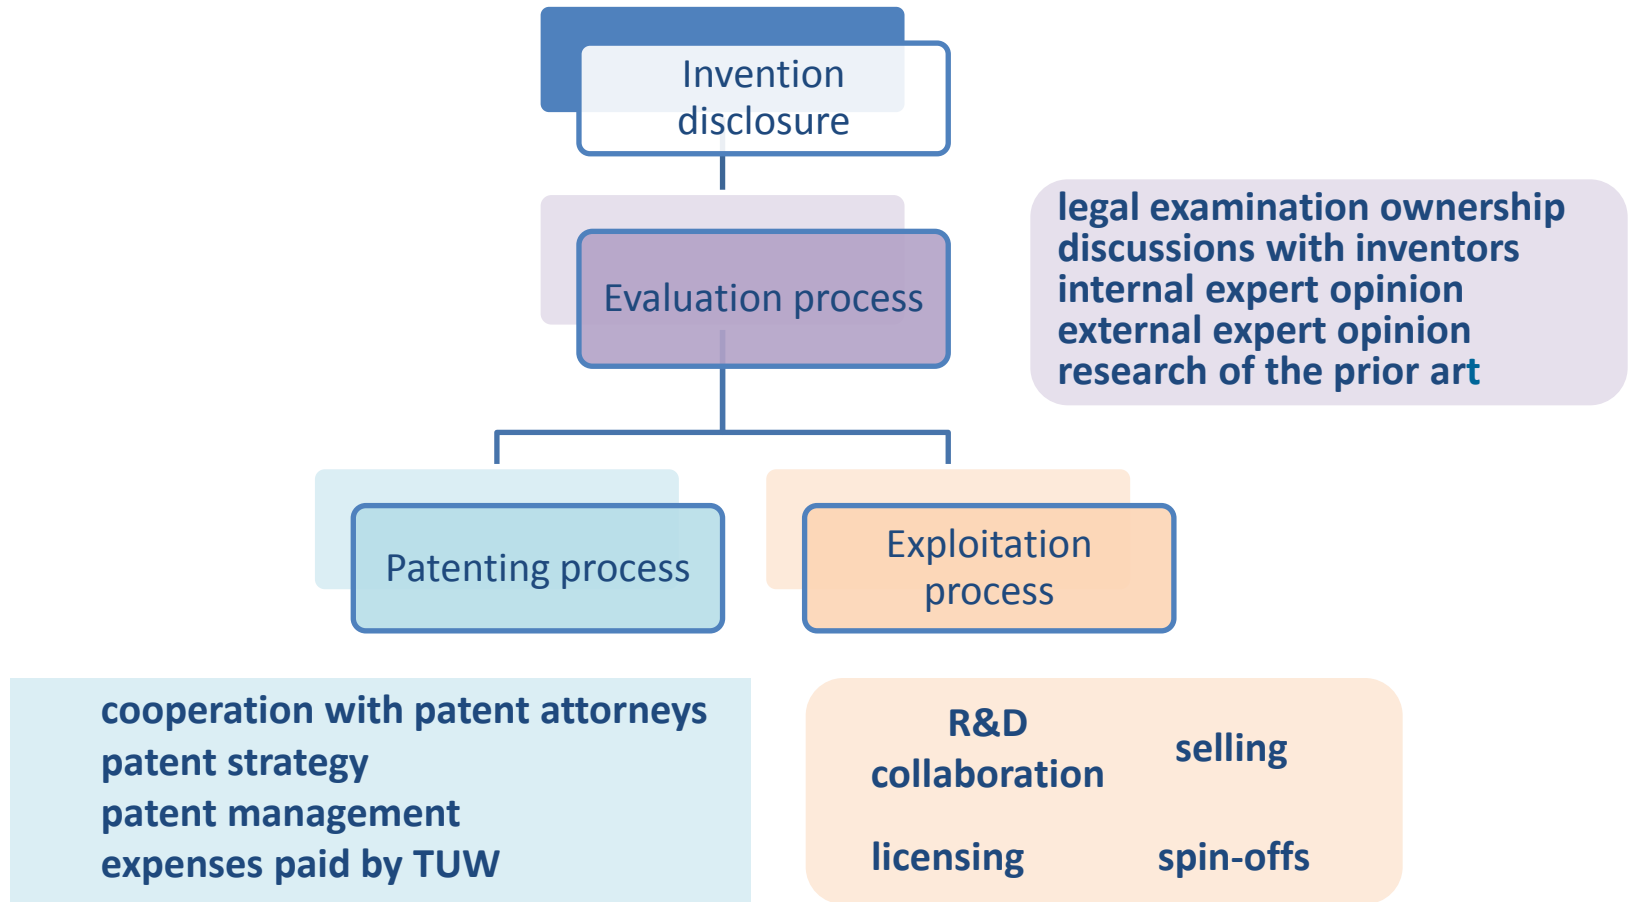 Invention
disclosure
Evaluation process
legal examination ownership
discussions with inventors
internal expert opinion
external expert opinion
research of the prior art
Patenting process
Exploitation
process
cooperation with patent attorneys
patent strategy
patent management
expenses paid by TUW
R&D
collaboration
selling
licensing
spin-offs